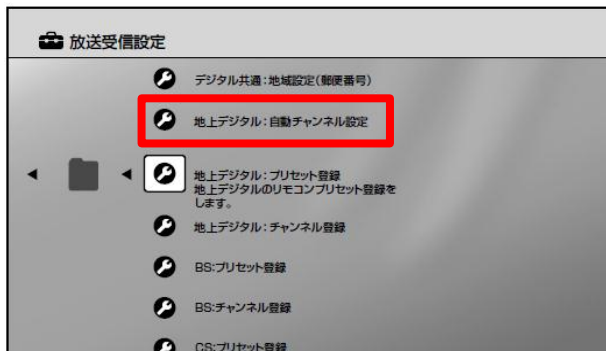 放送受信設定
デジタル共通:地域設定(郵便番号)
地上デジタル:自動チャンネル設定
地上デジタル:プリセット登録
地上デジタルのリモコンプリセット登録を
します。
地上デジタル:チャンネル登録
BS:プリセット登録
BS:チャンネル登録
CS:プリセット登録